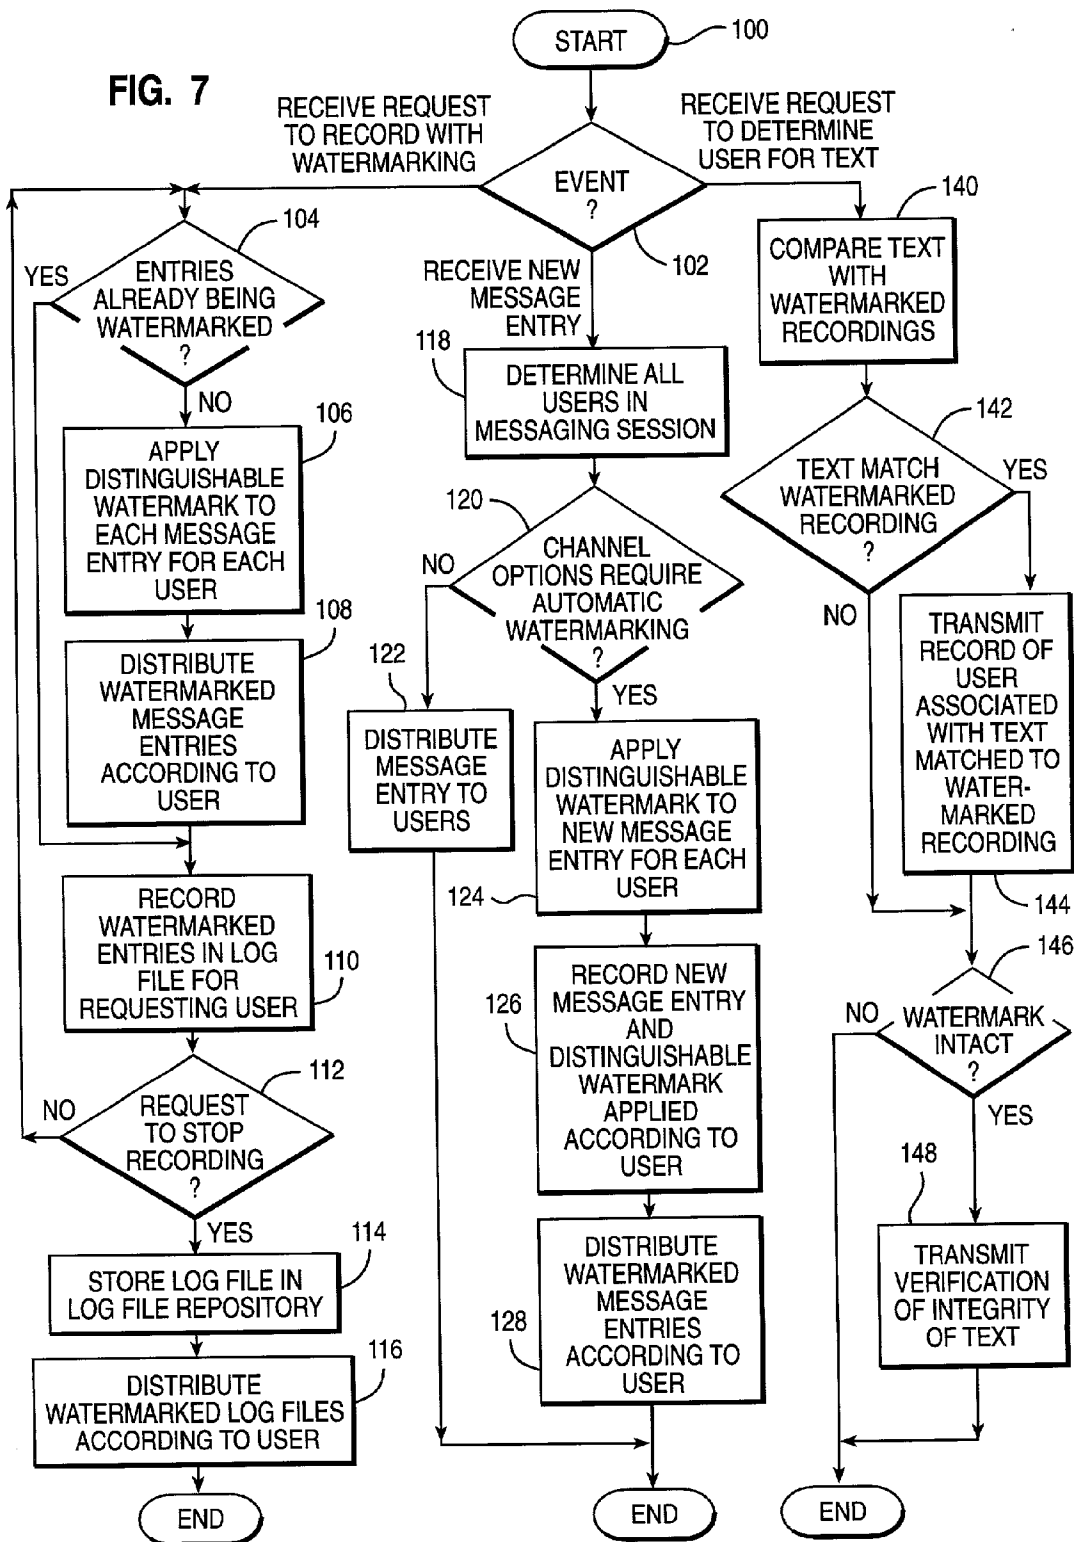 FIG. 7
START
100
RECEIVE REQUEST
TO RECORD WITH
WATERMARKING
RECEIVE REQUEST
TO DETERMINE
USER FOR TEXT
EVENT
?
102
RECEIVE NEW
MESSAGE
ENTRY
104
YES
ENTRIES
ALREADY BEING
WATERMARKED
?
NO
106
APPLY
DISTINGUISHABLE
WATERMARK TO
EACH MESSAGE
ENTRY FOR EACH
USER
108
DISTRIBUTE
WATERMARKED
MESSAGE
ENTRIES
ACCORDING TO
USER
RECORD
WATERMARKED
ENTRIES IN LOG
FILE FOR
REQUESTING USER
110
112
NO
REQUEST
TO STOP
RECORDING
?
YES
114
STORE LOG FILE IN
LOG FILE REPOSITORY
116
DISTRIBUTE
WATERMARKED LOG FILES
ACCORDING TO USER
END
118
DETERMINE ALL
USERS IN
MESSAGING SESSION
120
NO
CHANNEL
OPTIONS REQUIRE
AUTOMATIC
WATERMARKING
?
YES
122
DISTRIBUTE
MESSAGE
ENTRY TO
USERS
APPLY
DISTINGUISHABLE
WATERMARK TO
NEW MESSAGE
ENTRY FOR EACH
USER
124
RECORD NEW
MESSAGE ENTRY
AND
DISTINGUISHABLE
WATERMARK
APPLIED
ACCORDING TO
USER
126
DISTRIBUTE
WATERMARKED
MESSAGE
ENTRIES
ACCORDING TO
USER
128
END
140
COMPARE TEXT
WITH
WATERMARKED
RECORDINGS
142
TEXT MATCH
WATERMARKED
RECORDING
?
YES
NO
TRANSMIT
RECORD OF
USER
ASSOCIATED
WITH TEXT
MATCHED TO
WATER-
MARKED
RECORDING
144
146
NO
WATERMARK
INTACT
?
YES
148
TRANSMIT
VERIFICATION
OF INTEGRITY
OF TEXT
END